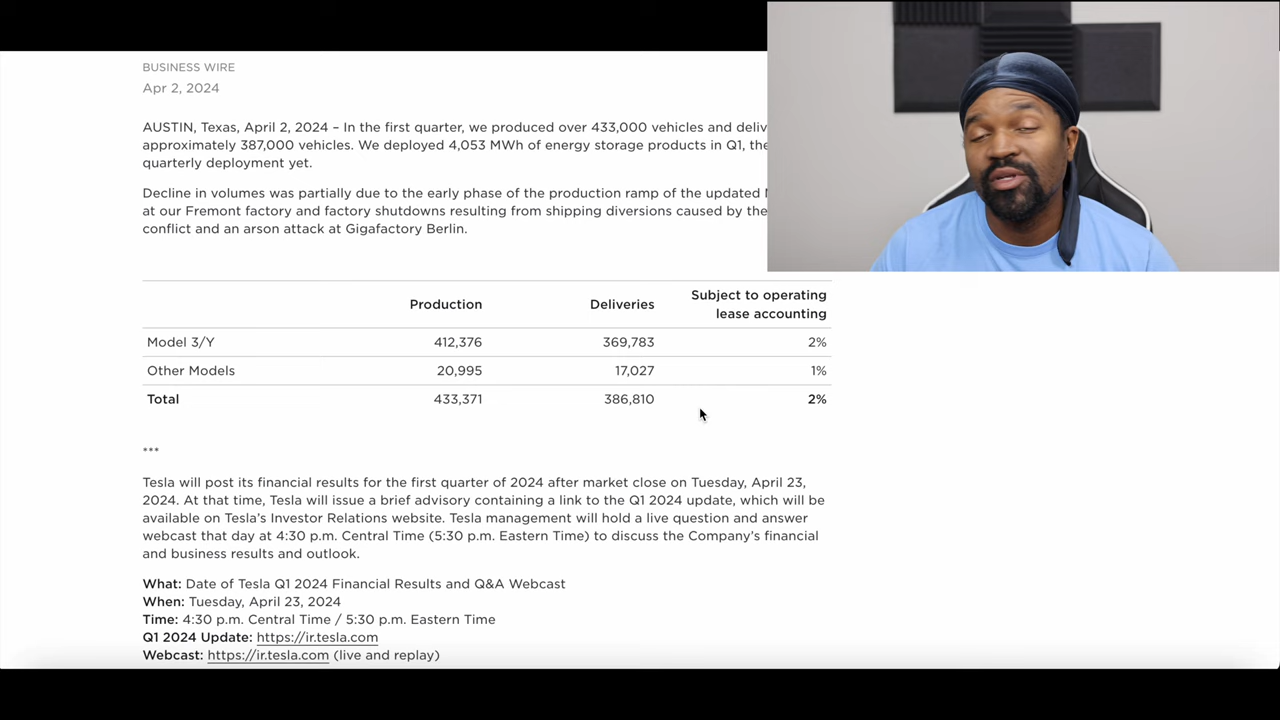 BUSINESS WIRE
Apr 2, 2024
AUSTIN, Texas, April 2, 2024 – In the first quarter, we produced over 433,000 vehicles and deliv
approximately 387,000 vehicles. We deployed 4,053 MWh of energy storage products in Q1, the
quarterly deployment yet.
Decline in volumes was partially due to the early phase of the production ramp of the updated
at our Fremont factory and factory shutdowns resulting from shipping diversions caused by the
conflict and an arson attack at Gigafactory Berlin.
Production Deliveries Subject to operating
lease accounting
Model 3/Y 412,376 369,783 2%
Other Models 20,995 17,027 1%
Total 433,371 386,810 2%
***
Tesla will post its financial results for the first quarter of 2024 after market close on Tuesday, April 23,
2024. At that time, Tesla will issue a brief advisory containing a link to the Q1 2024 update, which will be
available on Tesla's Investor Relations website. Tesla management will hold a live question and answer
webcast that day at 4:30 p.m. Central Time (5:30 p.m. Eastern Time) to discuss the Company's financial
and business results and outlook.
What: Date of Tesla Q1 2024 Financial Results and Q&A Webcast
When: Tuesday, April 23, 2024
Time: 4:30 p.m. Central Time / 5:30 p.m. Eastern Time
Q1 2024 Update: https://ir.tesla.com
Webcast: https://ir.tesla.com (live and replay)